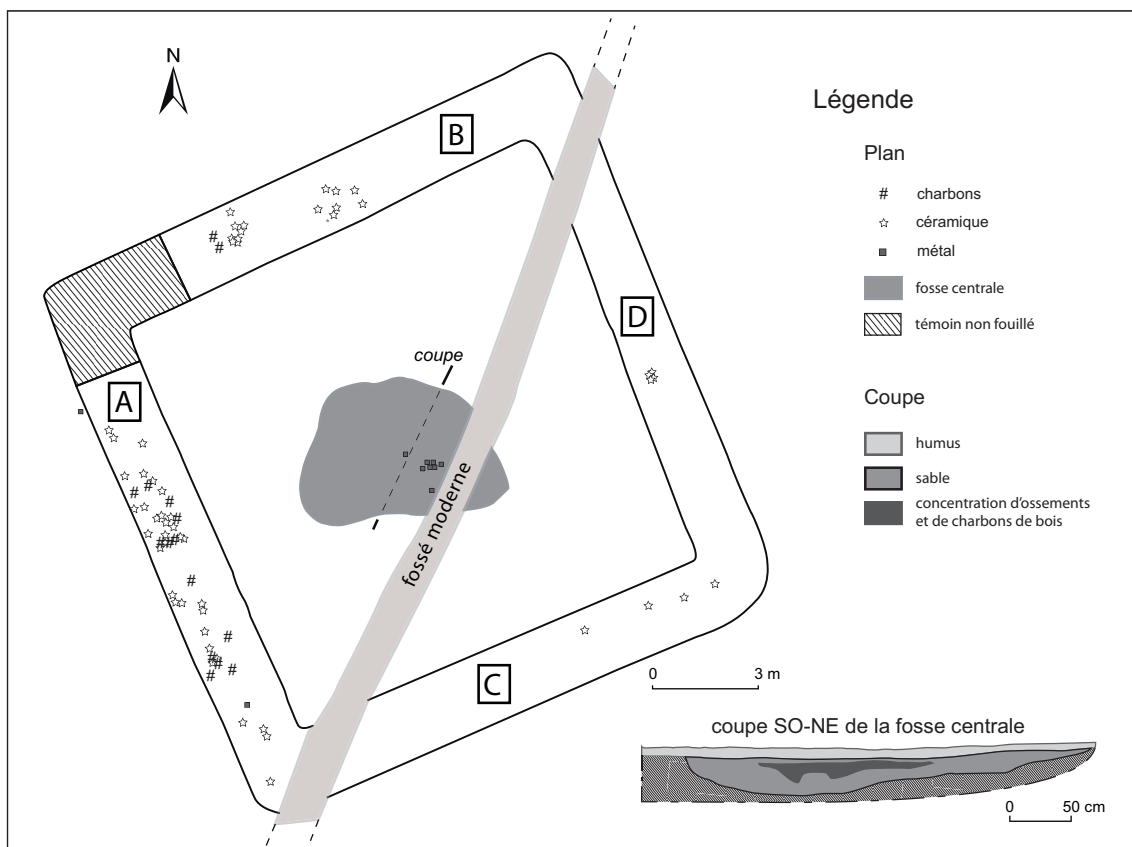 N
B
D
A
C
coupe
fossé moderne
Légende
Plan
# charbons
céramique
métal
fosse centrale
témoin non fouillé
Coupe
humus
sable
concentration d'ossements
et de charbons de bois
0 3 m
coupe SO-NE de la fosse centrale
0 50 cm